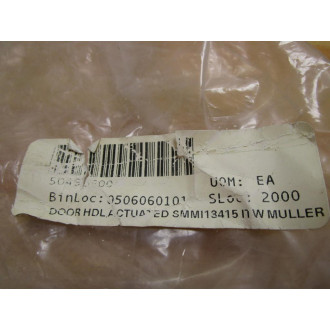 UOM: EA
BinLoc: 0506060101 SLoc: 2000
DOOR HDL ACTUATED SMMI13415 N W MULLER